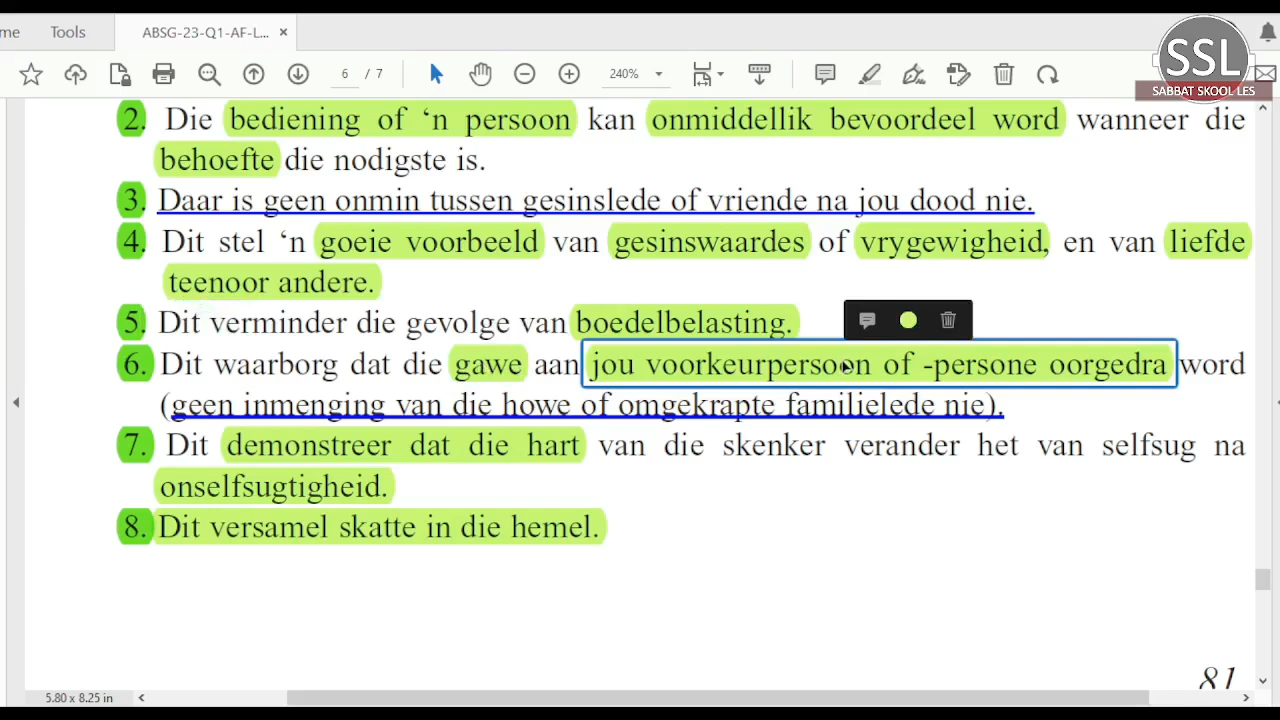 me Tools ABSG-23-Q1-AF-L... ×
6 / 7 240%
SSL
SABBAT SKOOL LES
2. Die bediening of ‘n persoon kan onmiddellik bevoordeel word wanneer die
behoefte die nodigste is.
3. Daar is geen onmin tussen gesinslede of vriende na jou dood nie.
4. Dit stel ‘n goeie voorbeeld van gesinswaardes of vrygewigheid, en van liefde
teenoor andere.
5. Dit verminder die gevolge van boedelbelasting.
6. Dit waarborg dat die gawe aan jou voorkeurpersoon of -persone oorgedra word
(geen inmenging van die howe of omgekrapte familielede nie).
7. Dit demonstreer dat die hart van die skenker verander het van selfsug na
onselfsugtigheid.
8. Dit versamel skatte in die hemel.
81
5.80 x 8.25 in